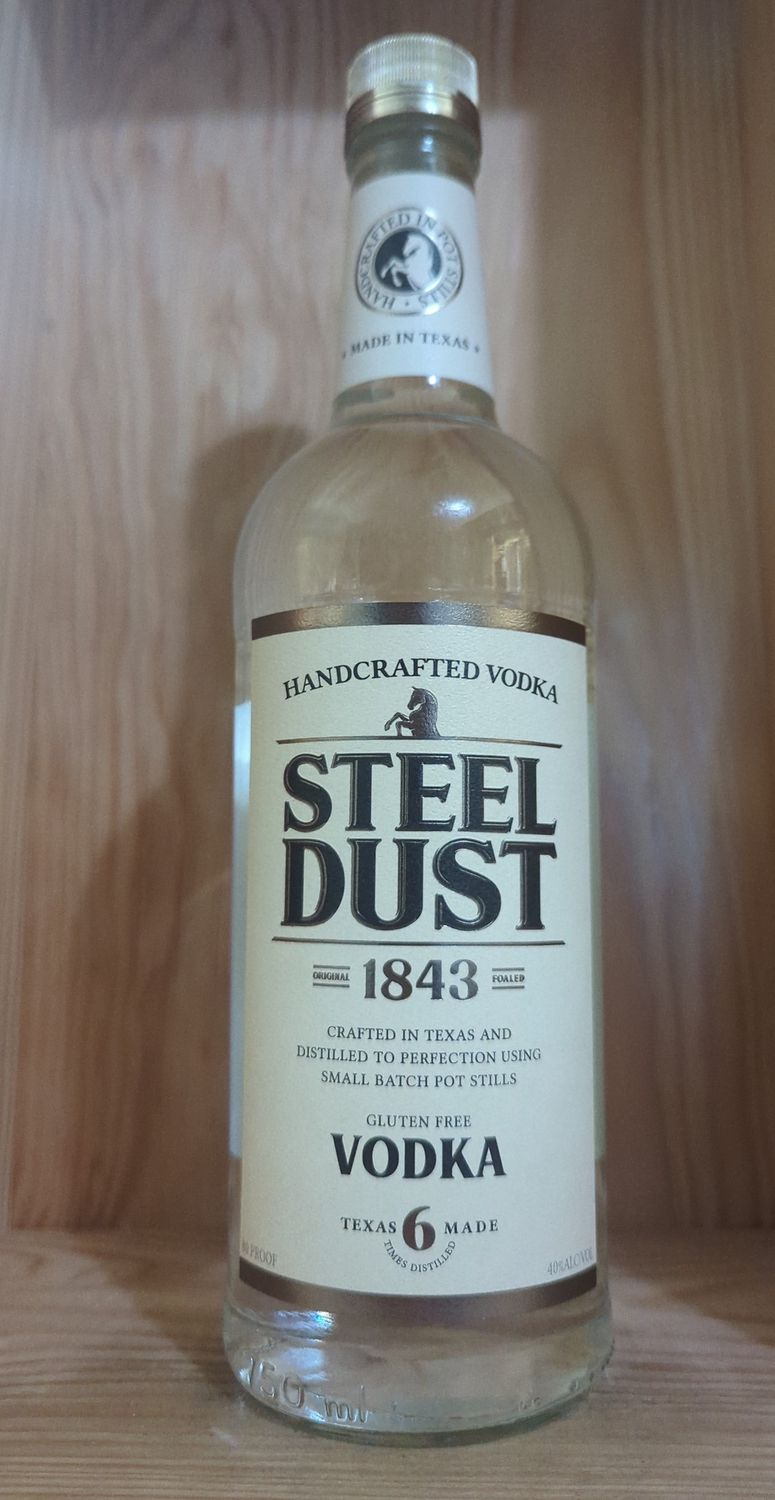 HANDCRAFTED IN POT STILLS •
• MADE IN TEXAS •
HANDCRAFTED VODKA
STEEL
DUST
ORIGINAL 1843 FOALED
CRAFTED IN TEXAS AND
DISTILLED TO PERFECTION USING
SMALL BATCH POT STILLS
GLUTEN FREE
VODKA
TEXAS 6 MADE
TIMES DISTILLED
PROOF 40%ALC/VOL
750 ml